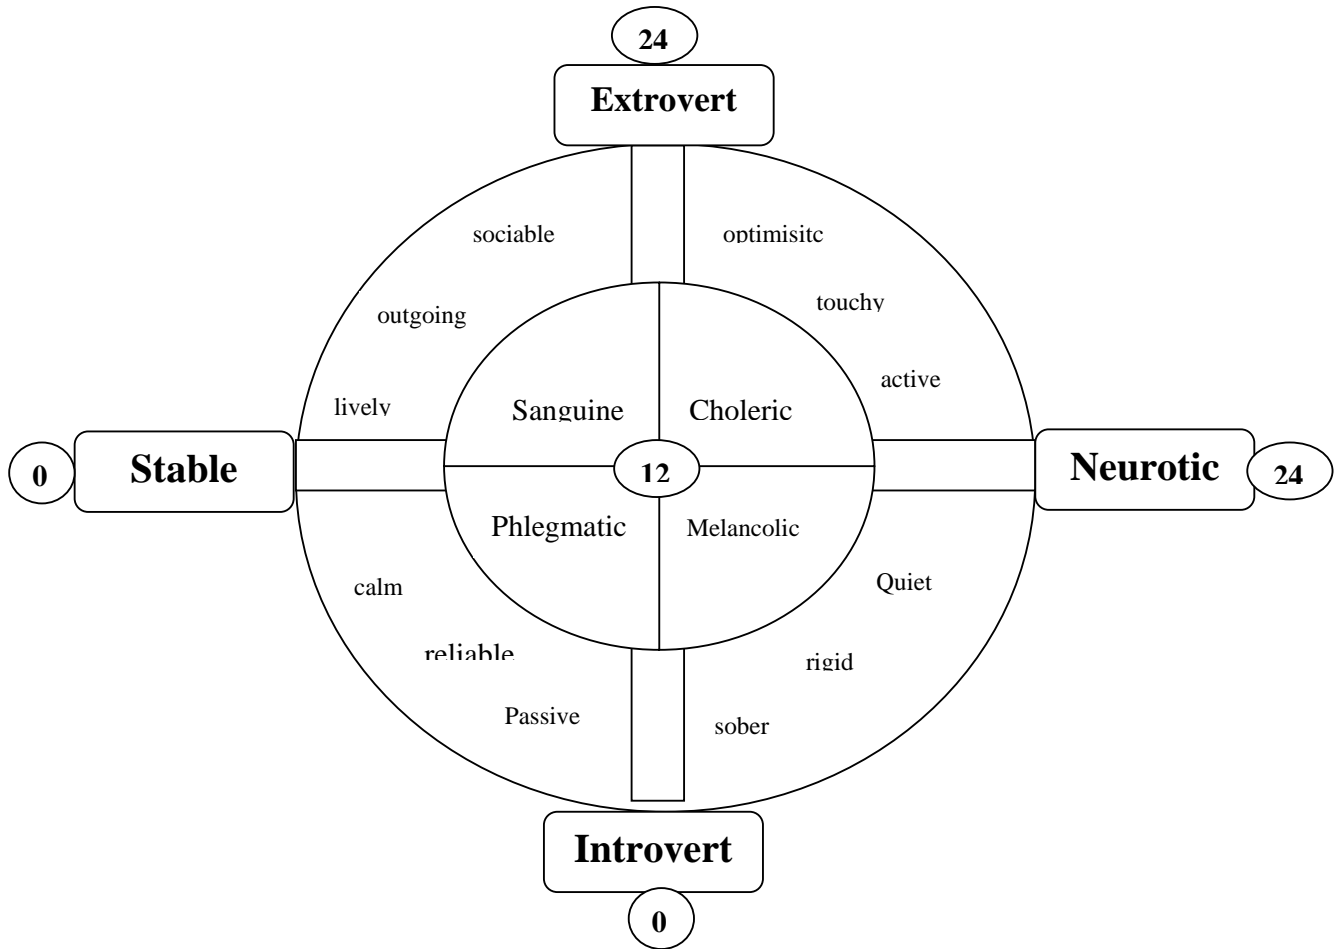 24
Extrovert
sociable
optimisitc
touchy
outgoing
active
lively
Sanguine
Choleric
0
Stable
12
Neurotic
24
Phlegmatic
Melancolic
calm
Quiet
reliable
rigid
Passive
sober
Introvert
0